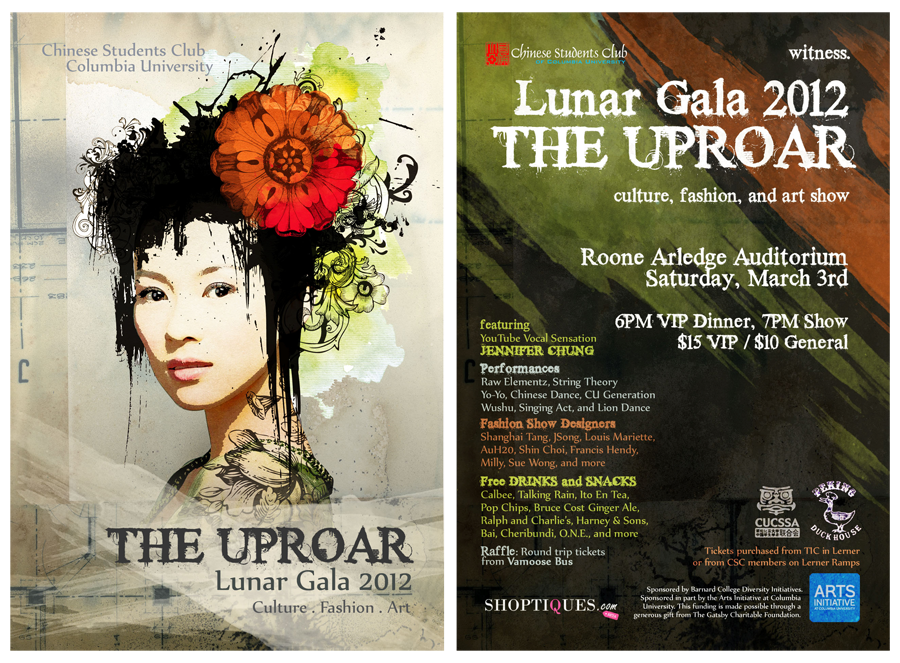 Chinese Students Club
Columbia University
THE UPROAR
Lunar Gala 2012
Culture . Fashion . Art
Chinese Students Club
AT COLUMBIA UNIVERSITY
witness.
Lunar Gala 2012
THE UPROAR
culture, fashion, and art show
Roone Arledge Auditorium
Saturday, March 3rd
6PM VIP Dinner, 7PM Show
$15 VIP / $10 General
featuring
YouTube Vocal Sensation
JENNIFER CHUNG
Performances
Raw Elementz, String Theory
Yo-Yo, Chinese Dance, CU Generation
Wushu, Singing Act, and Lion Dance
Fashion Show Designers
Shanghai Tang, JSong, Louis Mariette,
AuH20, Shin Choi, Francis Hendy,
Milly, Sue Wong, and more
Free DRINKS and SNACKS
Calbee, Talking Rain, Ito En Tea,
Pop Chips, Bruce Cost Ginger Ale,
Ralph and Charlie's, Harney & Sons,
Bai, Cheribundi, O.N.E., and more
Raffle: Round trip tickets
from Vamoose Bus
CUCSSA
PEKING
DUCK HOUSE
Tickets purchased from TIC in Lerner
or from CSC members on Lerner Ramps
SHOPTIQUES.com
Sponsored by Barnard College Diversity Initiatives.
Sponsored in part by the Arts Initiative at Columbia
University. This funding is made possible through a
generous gift from The Gatsby Charitable Foundation.
ARTS
INITIATIVE
AT COLUMBIA UNIVERSITY